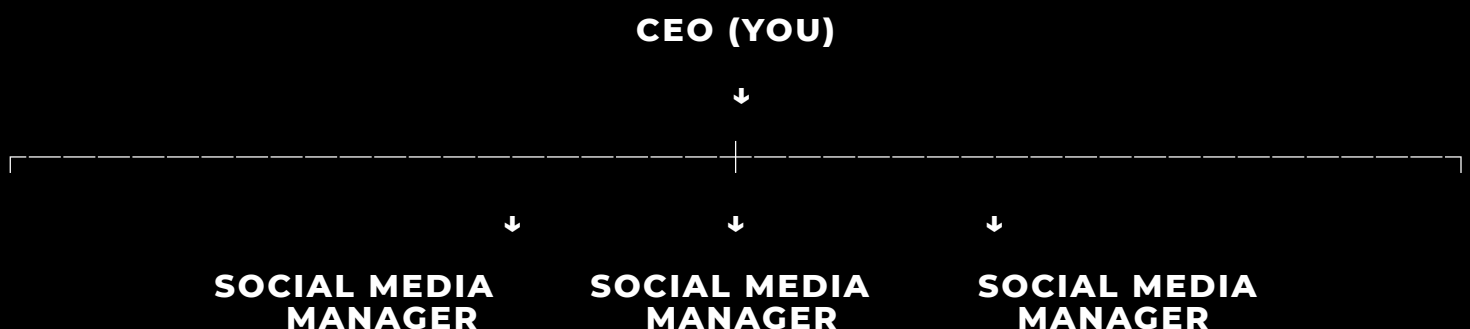 CEO (YOU)
↓
↓ ↓ ↓
SOCIAL MEDIA SOCIAL MEDIA SOCIAL MEDIA
MANAGER MANAGER MANAGER